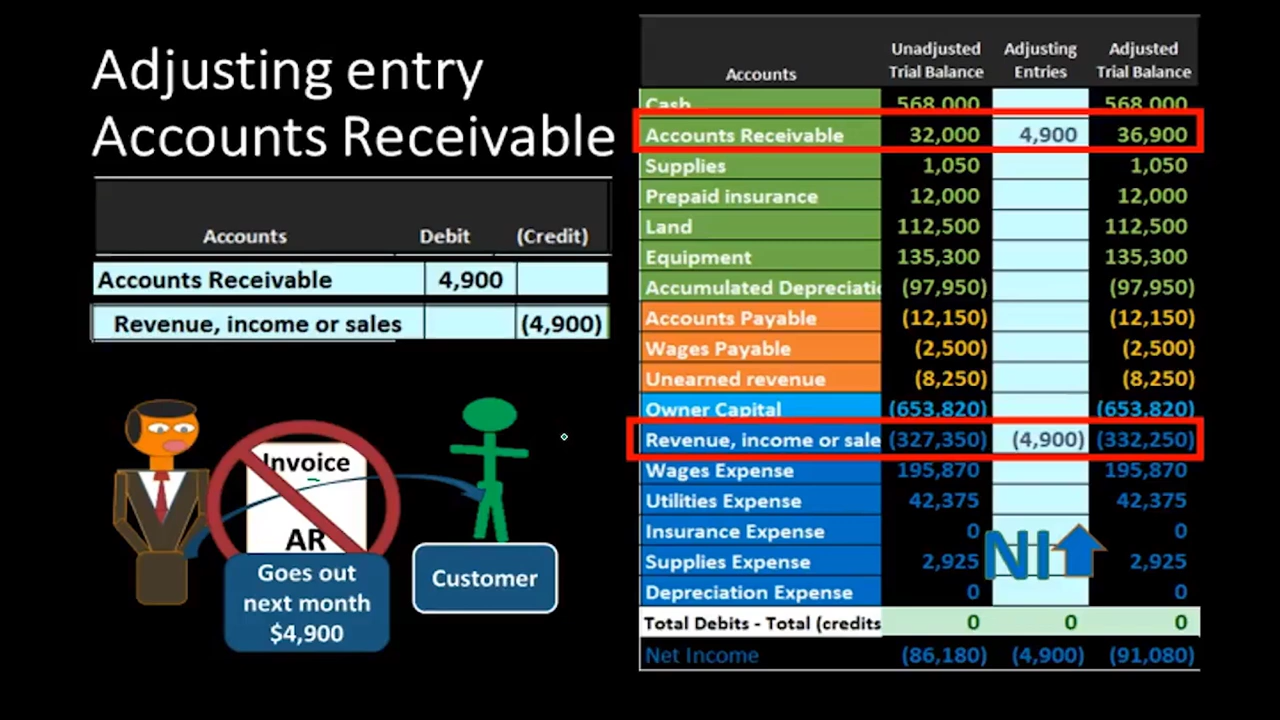 Adjusting entry
Accounts Receivable
Accounts Debit (Credit)
Accounts Receivable 4,900
Revenue, income or sales (4,900)
Invoice
AR
Goes out
next month
$4,900
Customer
Unadjusted Adjusting Adjusted
Accounts Trial Balance Entries Trial Balance
Cash 568,000 568,000
Accounts Receivable 32,000 4,900 36,900
Supplies 1,050 1,050
Prepaid insurance 12,000 12,000
Land 112,500 112,500
Equipment 135,300 135,300
Accumulated Depreciatio (97,950) (97,950)
Accounts Payable (12,150) (12,150)
Wages Payable (2,500) (2,500)
Unearned revenue (8,250) (8,250)
Owner Capital (653,820) (653,820)
Revenue, income or sale (327,350) (4,900) (332,250)
Wages Expense 195,870 195,870
Utilities Expense 42,375 42,375
Insurance Expense 0 0
Supplies Expense 2,925 NI 2,925
Depreciation Expense 0 0
Total Debits - Total (credits 0 0 0
Net Income (86,180) (4,900) (91,080)